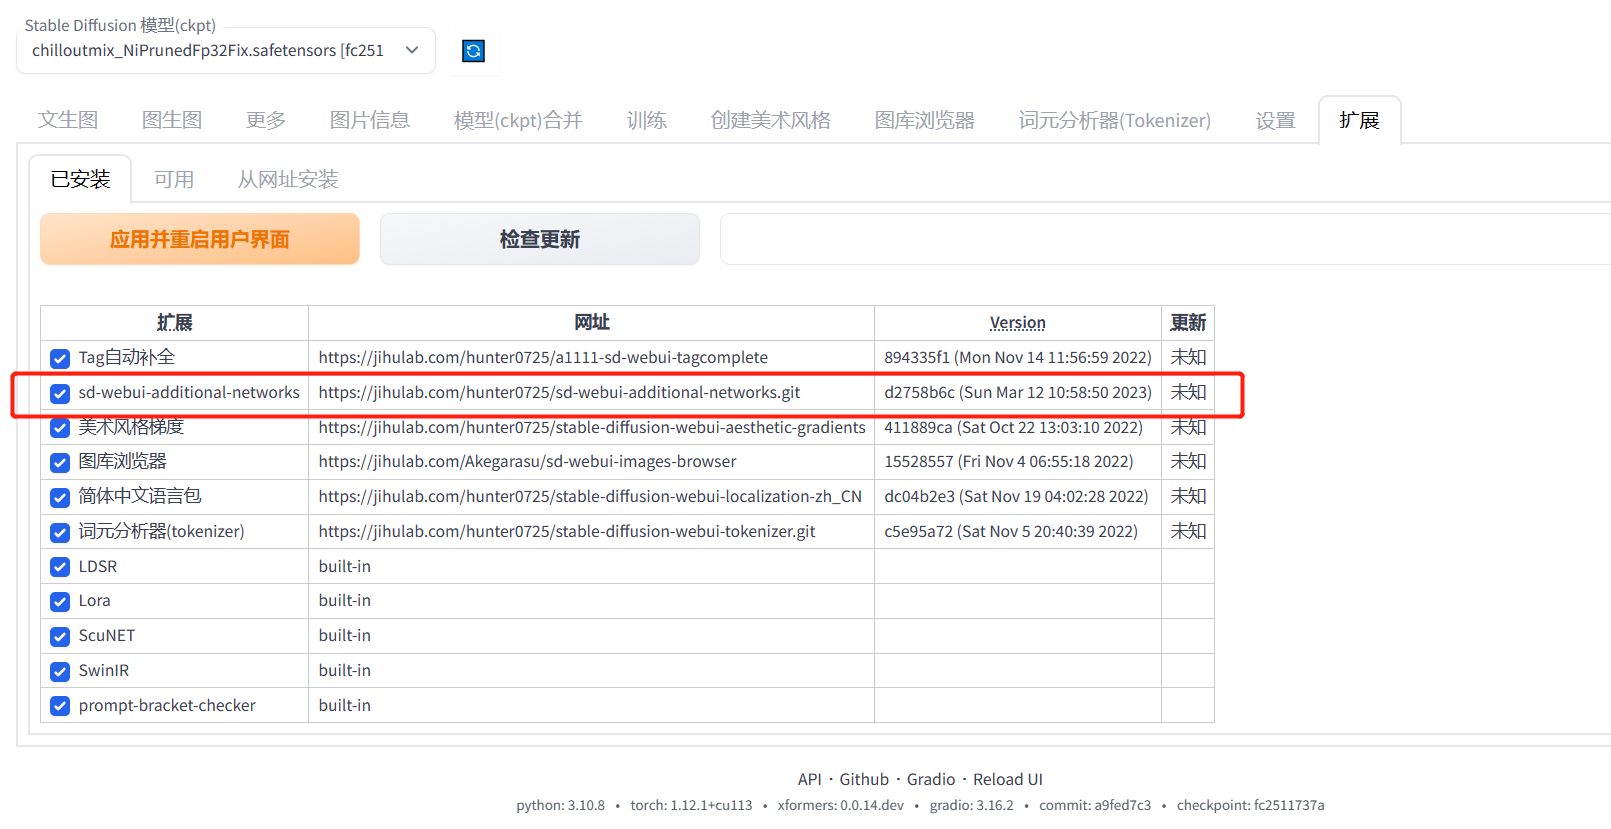 Stable Diffusion 模型(ckpt)
chilloutmix_NiPrunedFp32Fix.safetensors [fc251
文生图 图生图 更多 图片信息 模型(ckpt)合并 训练 创建美术风格 图库浏览器 词元分析器(Tokenizer) 设置 扩展
已安装 可用 从网址安装
应用并重启用户界面 检查更新
扩展 网址 Version 更新
Tag自动补全 https://jihulab.com/hunter0725/a1111-sd-webui-tagcomplete 894335f1 (Mon Nov 14 11:56:59 2022) 未知
sd-webui-additional-networks https://jihulab.com/hunter0725/sd-webui-additional-networks.git d2758b6c (Sun Mar 12 10:58:50 2023) 未知
美术风格梯度 https://jihulab.com/hunter0725/stable-diffusion-webui-aesthetic-gradients 411889ca (Sat Oct 22 13:03:10 2022) 未知
图库浏览器 https://jihulab.com/Akegarasu/sd-webui-images-browser 15528557 (Fri Nov 4 06:55:18 2022) 未知
简体中文语言包 https://jihulab.com/hunter0725/stable-diffusion-webui-localization-zh_CN dc04b2e3 (Sat Nov 19 04:02:28 2022) 未知
词元分析器(tokenizer) https://jihulab.com/hunter0725/stable-diffusion-webui-tokenizer.git c5e95a72 (Sat Nov 5 20:40:39 2022) 未知
LDSR built-in
Lora built-in
ScuNET built-in
SwinIR built-in
prompt-bracket-checker built-in
API · Github · Gradio · Reload UI
python: 3.10.8 • torch: 1.12.1+cu113 • xformers: 0.0.14.dev • gradio: 3.16.2 • commit: a9fed7c3 • checkpoint: fc2511737a